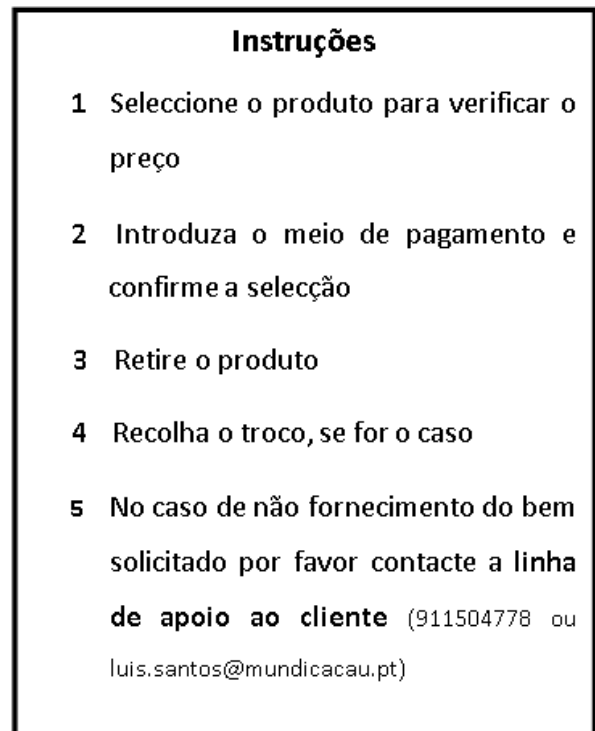 Instruções
1 Seleccione o produto para verificar o
preço
2 Introduza o meio de pagamento e
confirme a selecção
3 Retire o produto
4 Recolha o troco, se for o caso
5 No caso de não fornecimento do bem
solicitado por favor contacte a linha
de apoio ao cliente (911504778 ou
luis.santos@mundicacau.pt)